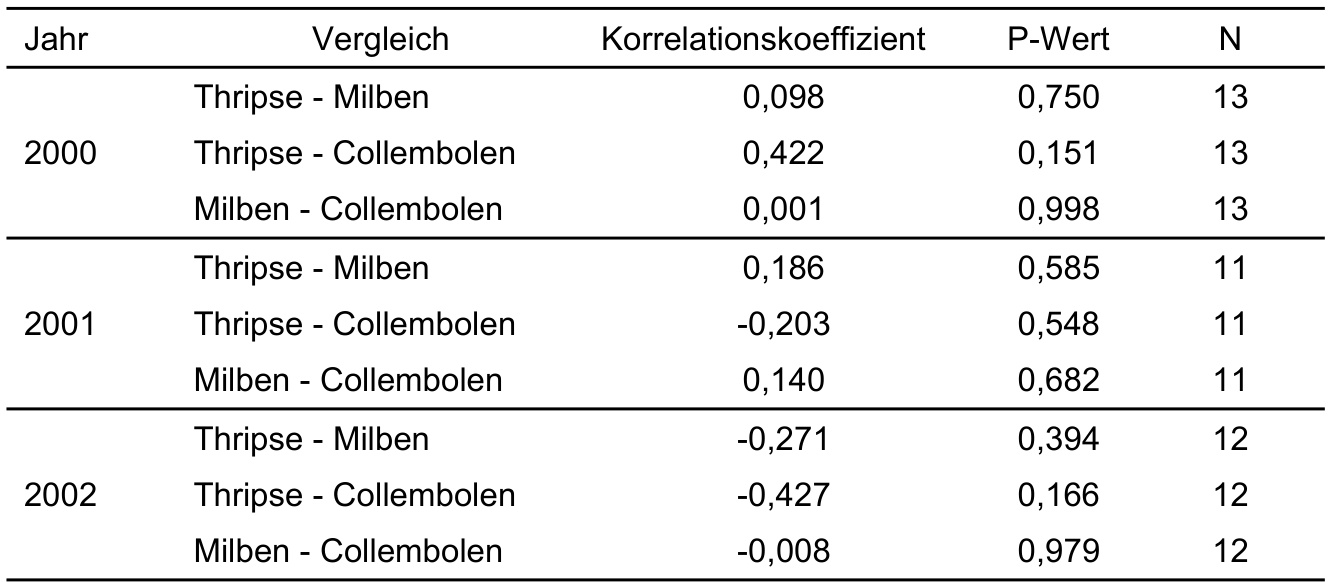 Jahr Vergleich Korrelationskoeffizient P-Wert N
Thripse - Milben 0,098 0,750 13
2000 Thripse - Collembolen 0,422 0,151 13
Milben - Collembolen 0,001 0,998 13
Thripse - Milben 0,186 0,585 11
2001 Thripse - Collembolen -0,203 0,548 11
Milben - Collembolen 0,140 0,682 11
Thripse - Milben -0,271 0,394 12
2002 Thripse - Collembolen -0,427 0,166 12
Milben - Collembolen -0,008 0,979 12